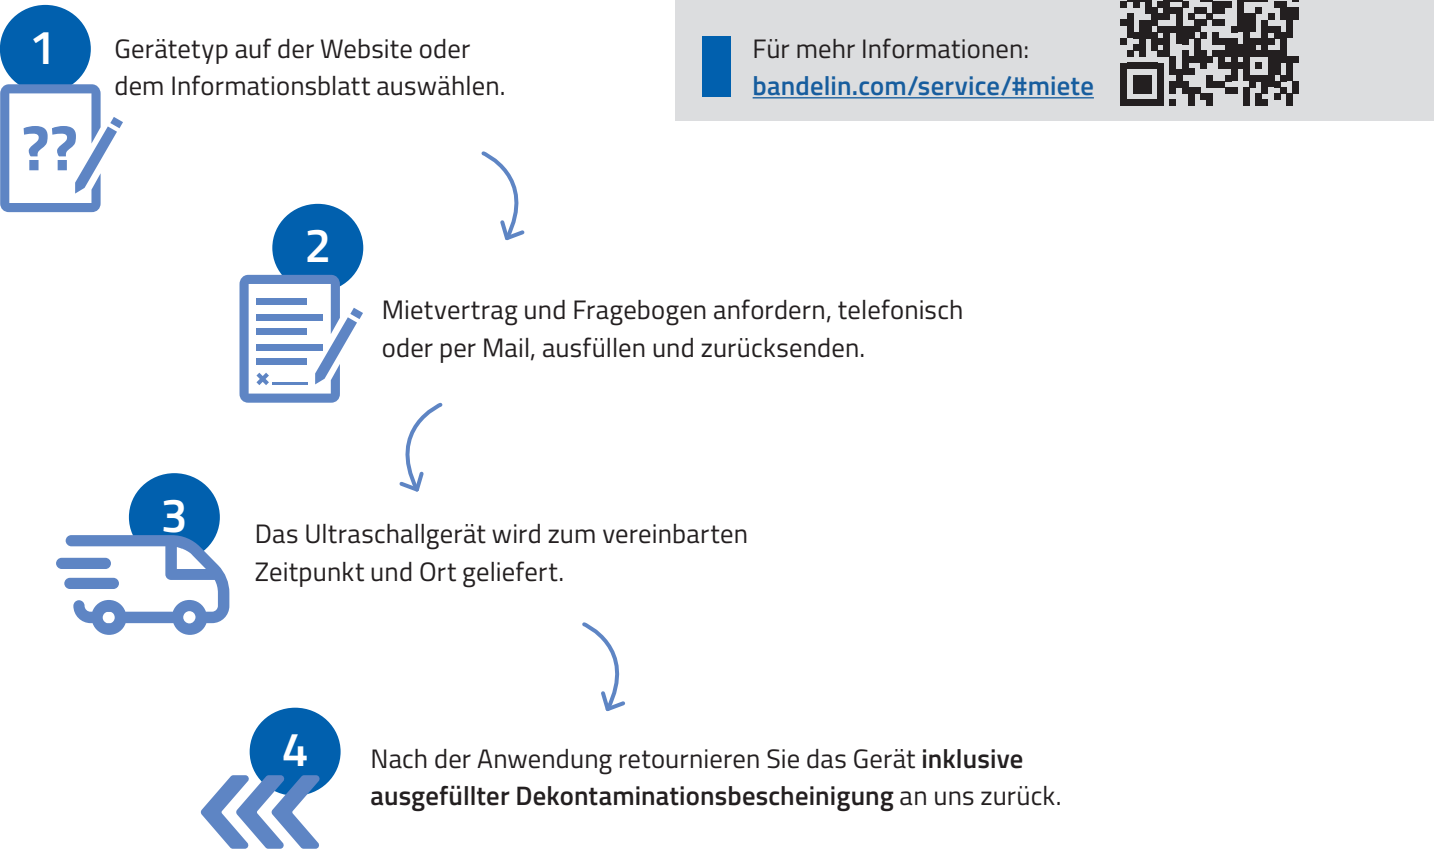 1
Gerätetyp auf der Website oder
dem Informationsblatt auswählen.
??
Für mehr Informationen:
bandelin.com/service/#miete
2
Mietvertrag und Fragebogen anfordern, telefonisch
oder per Mail, ausfüllen und zurücksenden.
3
Das Ultraschallgerät wird zum vereinbarten
Zeitpunkt und Ort geliefert.
4
Nach der Anwendung retournieren Sie das Gerät inklusive
ausgefüllter Dekontaminationsbescheinigung an uns zurück.